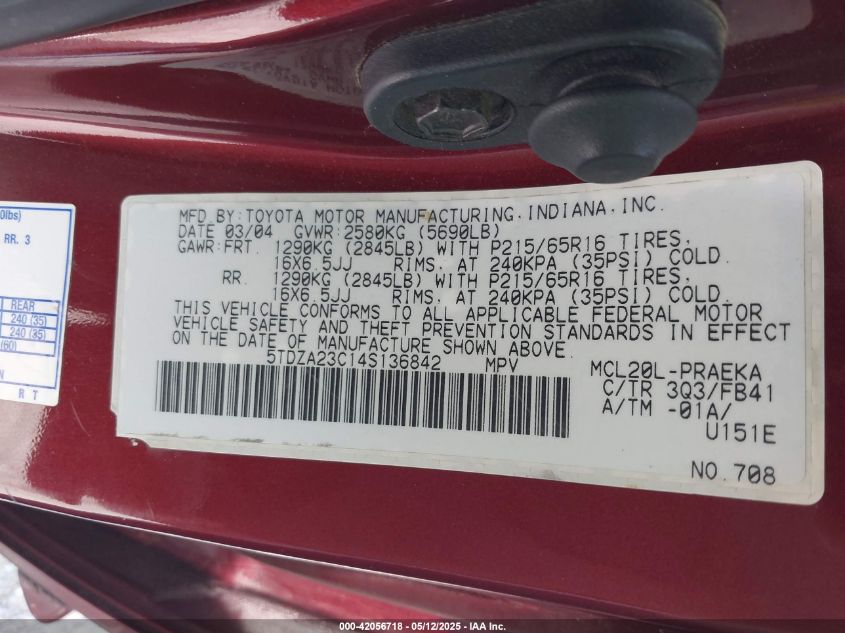 MFD.BY:TOYOTA MOTOR MANUFACTURING,INDIANA,INC.
DATE 03/04 GVWR:2580KG (5690LB)
GAWR:FRT. 1290KG (2845LB) WITH P215/65R16 TIRES,
16X6.5JJ RIMS, AT 240KPA (35PSI) COLD.
RR. 1290KG (2845LB) WITH P215/65R16 TIRES,
16X6.5JJ RIMS, AT 240KPA (35PSI) COLD.
THIS VEHICLE CONFORMS TO ALL APPLICABLE FEDERAL MOTOR
VEHICLE SAFETY AND THEFT PREVENTION STANDARDS IN EFFECT
ON THE DATE OF MANUFACTURE SHOWN ABOVE.
5TDZA23C14S136842 MPV
MCL20L-PRAEKA
C/TR 3Q3/FB41
A/TM -01A/
U151E
NO.708
0lbs)
RR. 3
REAR
240 (35)
240 (35)
(60)
N
R T
000-42056718 - 05/12/2025 - IAA Inc.